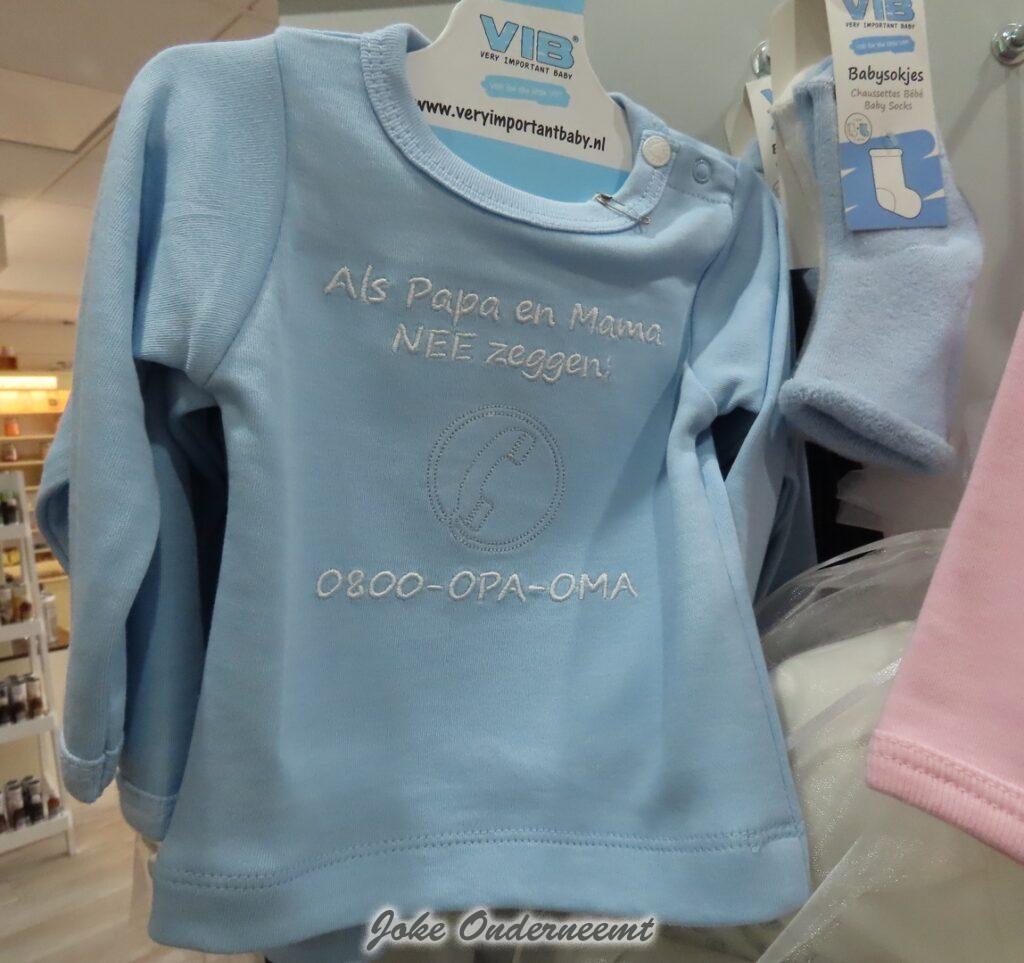 VIB®
VERY IMPORTANT BABY
www.veryimportantbaby.nl
Als Papa en Mama
NEE zeggen:
0800-OPA-OMA
VIB
VERY IMPORTANT BABY
Babysokjes
Chaussettes Bébé
Baby Socks
Joke Onderneemt